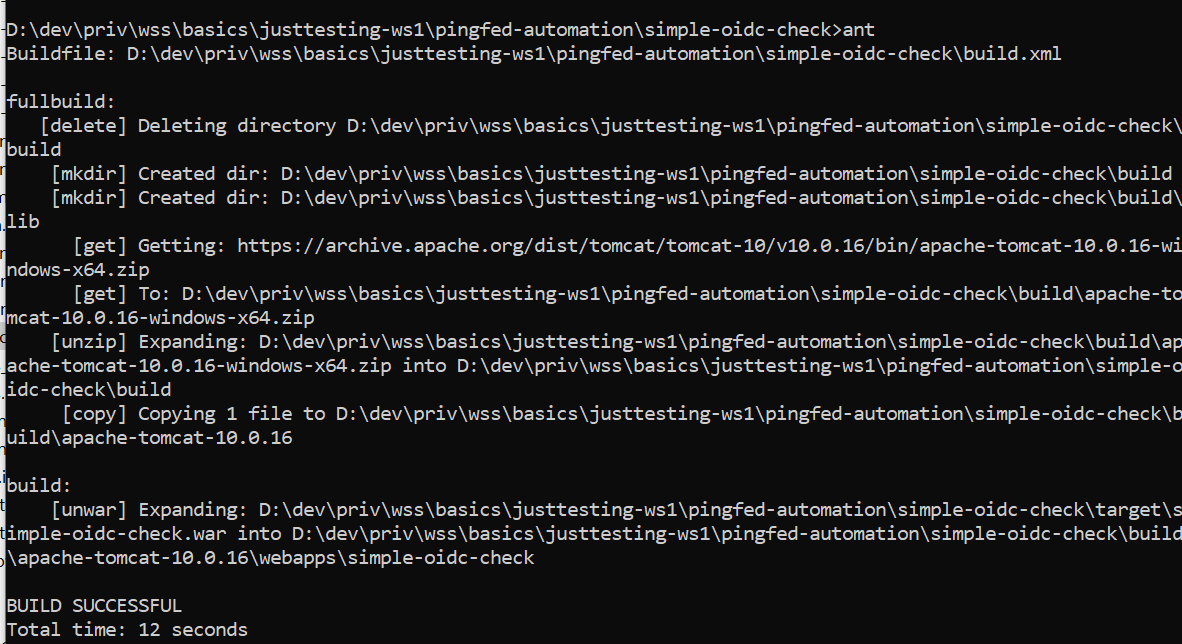 D:\dev\priv\wss\basics\justtesting-ws1\pingfed-automation\simple-oidc-check>ant
Buildfile: D:\dev\priv\wss\basics\justtesting-ws1\pingfed-automation\simple-oidc-check\build.xml

fullbuild:
   [delete] Deleting directory D:\dev\priv\wss\basics\justtesting-ws1\pingfed-automation\simple-oidc-check\
build
    [mkdir] Created dir: D:\dev\priv\wss\basics\justtesting-ws1\pingfed-automation\simple-oidc-check\build
    [mkdir] Created dir: D:\dev\priv\wss\basics\justtesting-ws1\pingfed-automation\simple-oidc-check\build\
lib
      [get] Getting: https://archive.apache.org/dist/tomcat/tomcat-10/v10.0.16/bin/apache-tomcat-10.0.16-wi
ndows-x64.zip
      [get] To: D:\dev\priv\wss\basics\justtesting-ws1\pingfed-automation\simple-oidc-check\build\apache-to
mcat-10.0.16-windows-x64.zip
    [unzip] Expanding: D:\dev\priv\wss\basics\justtesting-ws1\pingfed-automation\simple-oidc-check\build\ap
ache-tomcat-10.0.16-windows-x64.zip into D:\dev\priv\wss\basics\justtesting-ws1\pingfed-automation\simple-o
idc-check\build
     [copy] Copying 1 file to D:\dev\priv\wss\basics\justtesting-ws1\pingfed-automation\simple-oidc-check\b
uild\apache-tomcat-10.0.16

build:
    [unwar] Expanding: D:\dev\priv\wss\basics\justtesting-ws1\pingfed-automation\simple-oidc-check\target\s
imple-oidc-check.war into D:\dev\priv\wss\basics\justtesting-ws1\pingfed-automation\simple-oidc-check\build
\apache-tomcat-10.0.16\webapps\simple-oidc-check

BUILD SUCCESSFUL
Total time: 12 seconds